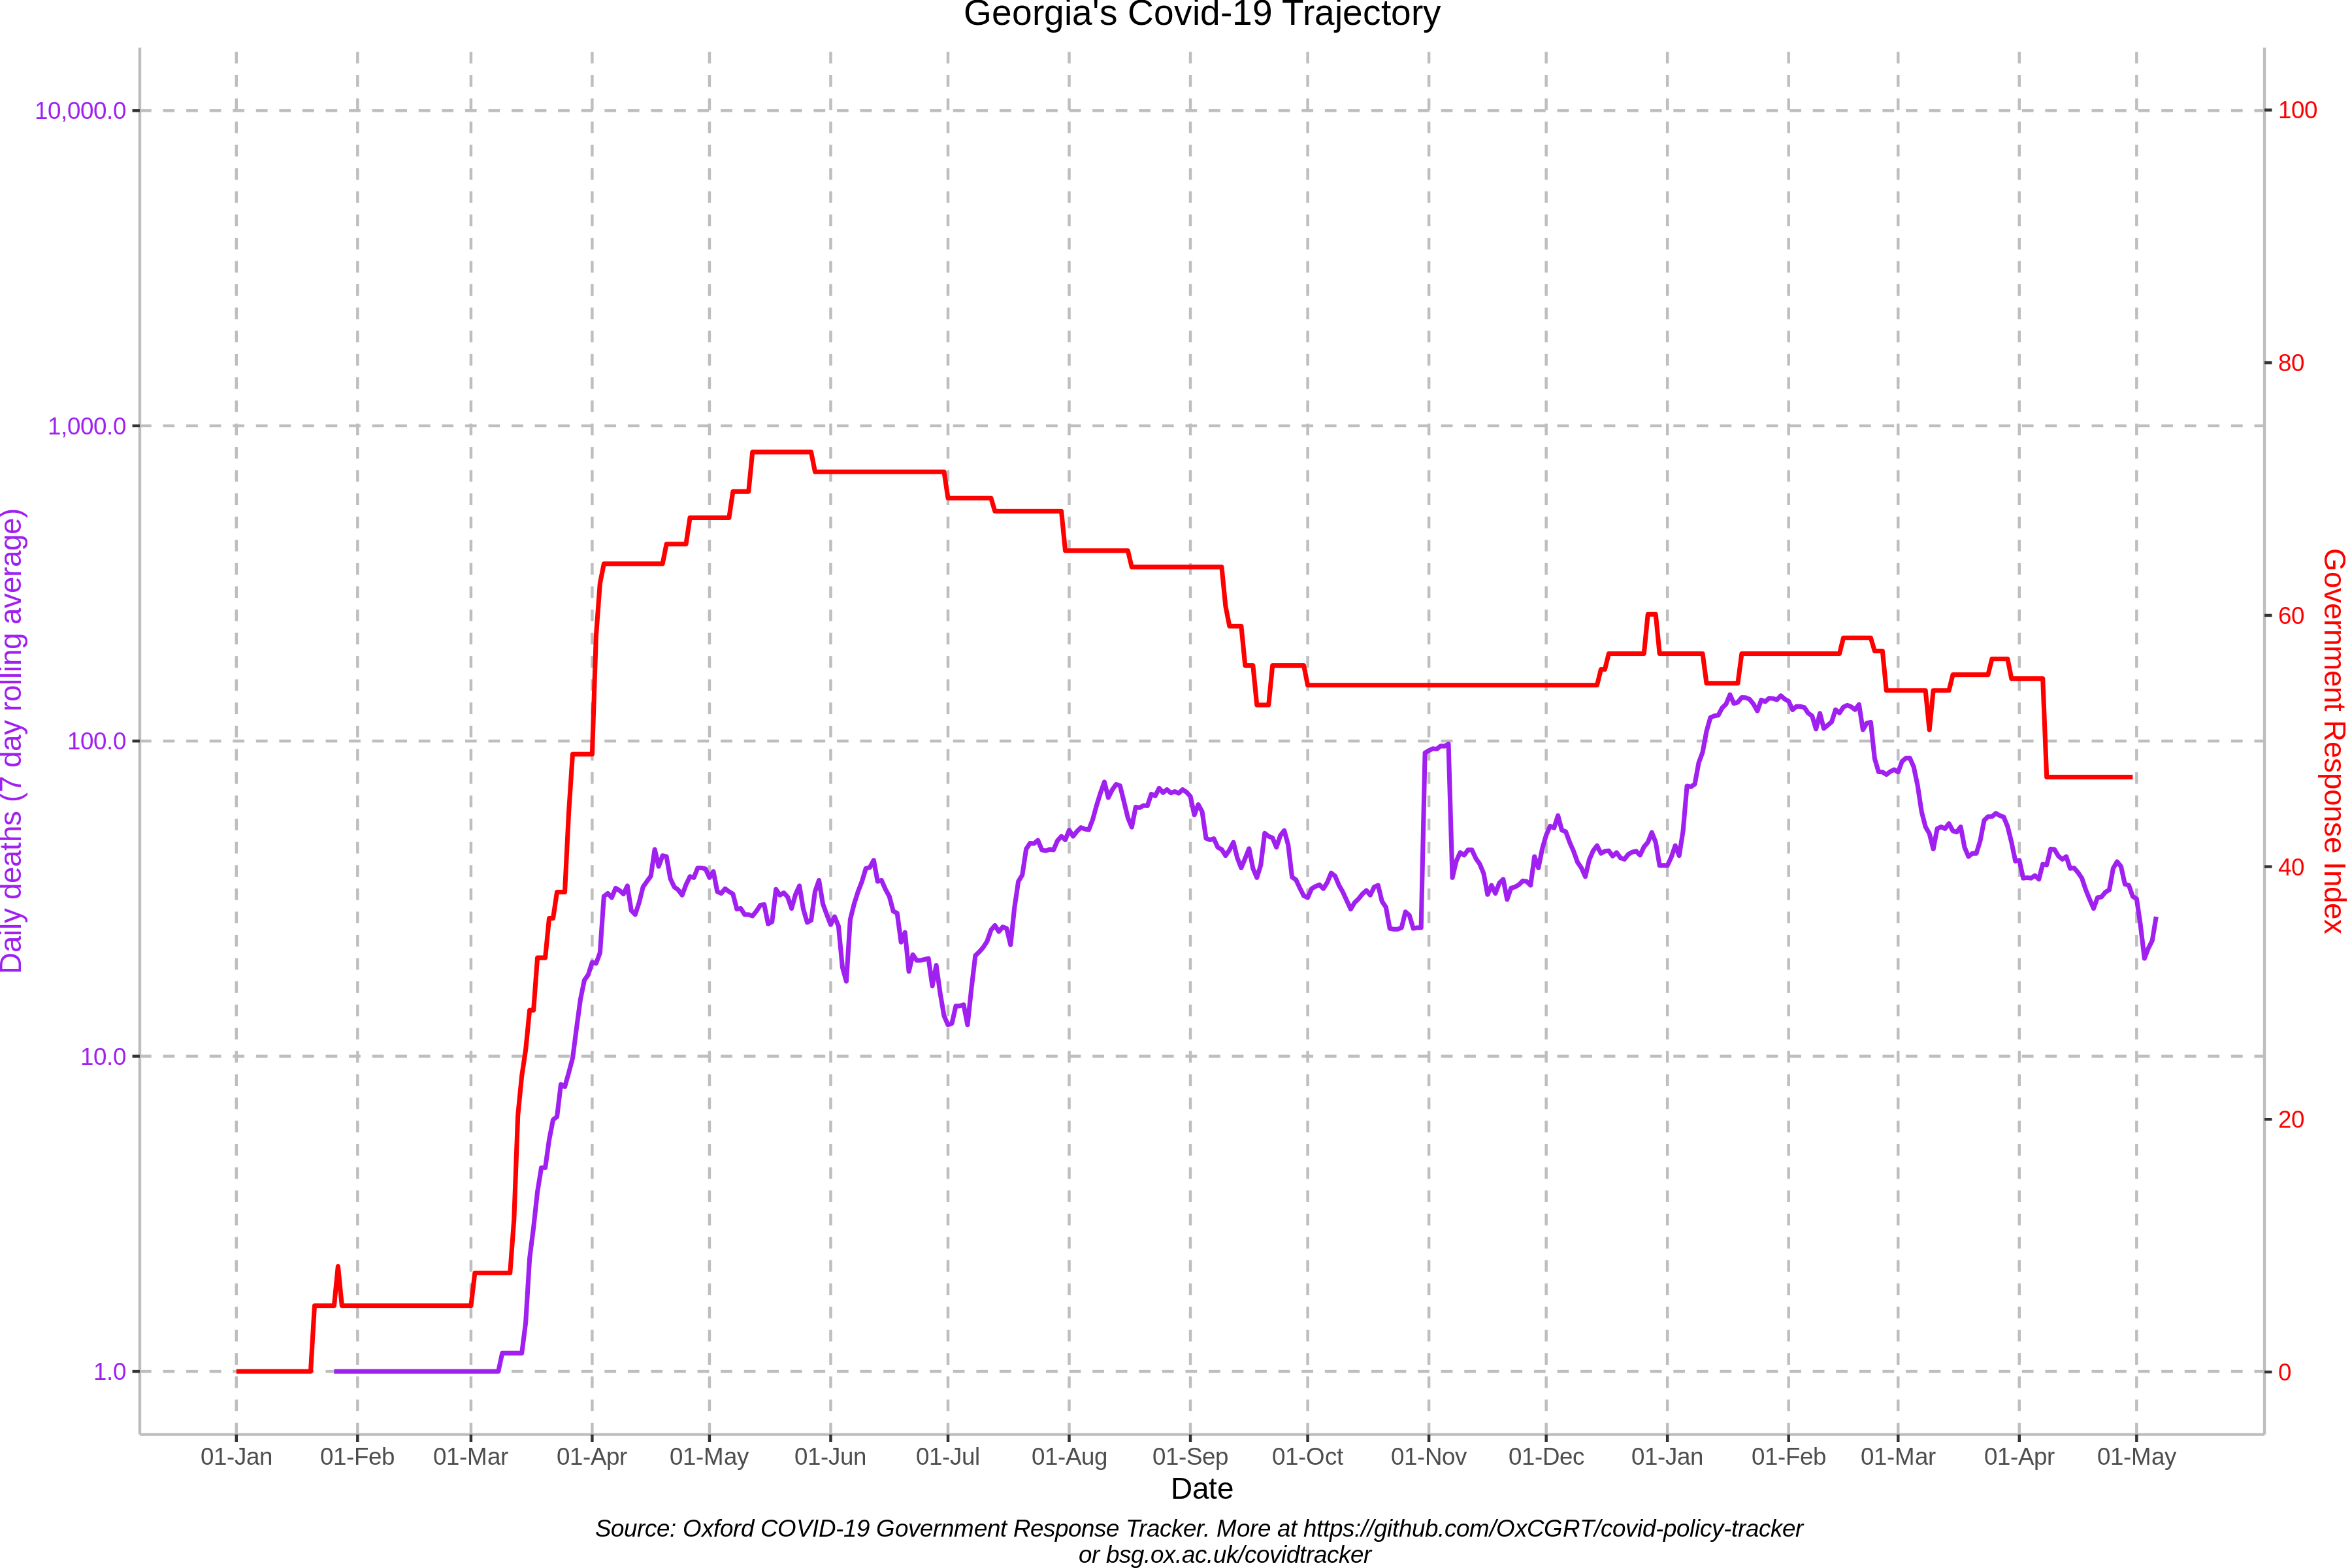 Georgia's Covid-19 Trajectory
10,000.0
1,000.0
100.0
10.0
1.0
Daily deaths (7 day rolling average)
100
80
60
40
20
0
Government Response Index
01-Jan 01-Feb 01-Mar 01-Apr 01-May 01-Jun 01-Jul 01-Aug 01-Sep 01-Oct 01-Nov 01-Dec 01-Jan 01-Feb 01-Mar 01-Apr 01-May
Date
Source: Oxford COVID-19 Government Response Tracker. More at https://github.com/OxCGRT/covid-policy-tracker
or bsg.ox.ac.uk/covidtracker